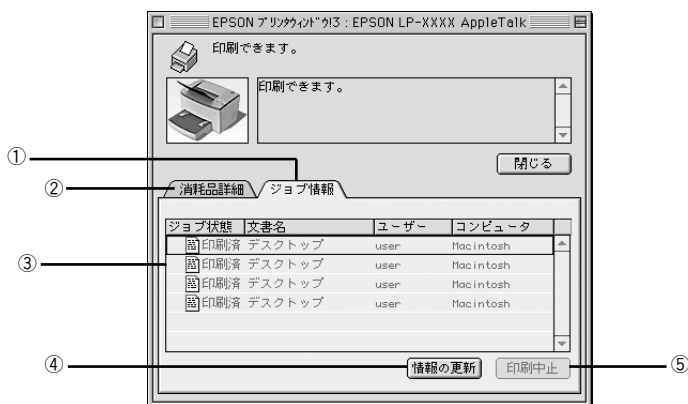 EPSON プリンタウィンドウ!3 : EPSON LP-XXXX AppleTalk
印刷できます。
印刷できます。
閉じる
①
②
消耗品詳細 ジョブ情報
ジョブ状態 文書名 ユーザー コンピュータ
印刷済 デスクトップ user Macintosh
③
印刷済 デスクトップ user Macintosh
印刷済 デスクトップ user Macintosh
印刷済 デスクトップ user Macintosh
④ 情報の更新 印刷中止 ⑤